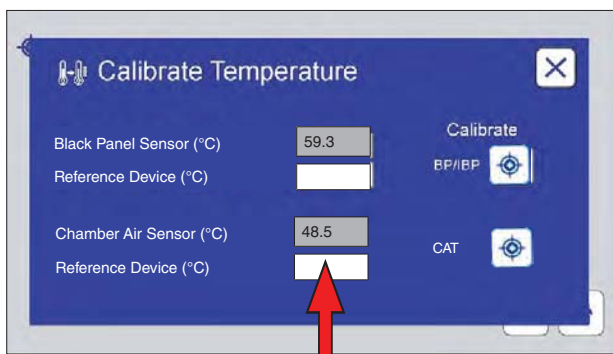 Calibrate Temperature
Calibrate
Black Panel Sensor (°C) 59.3
Reference Device (°C)
BP/IBP
Chamber Air Sensor (°C) 48.5
CAT
Reference Device (°C)